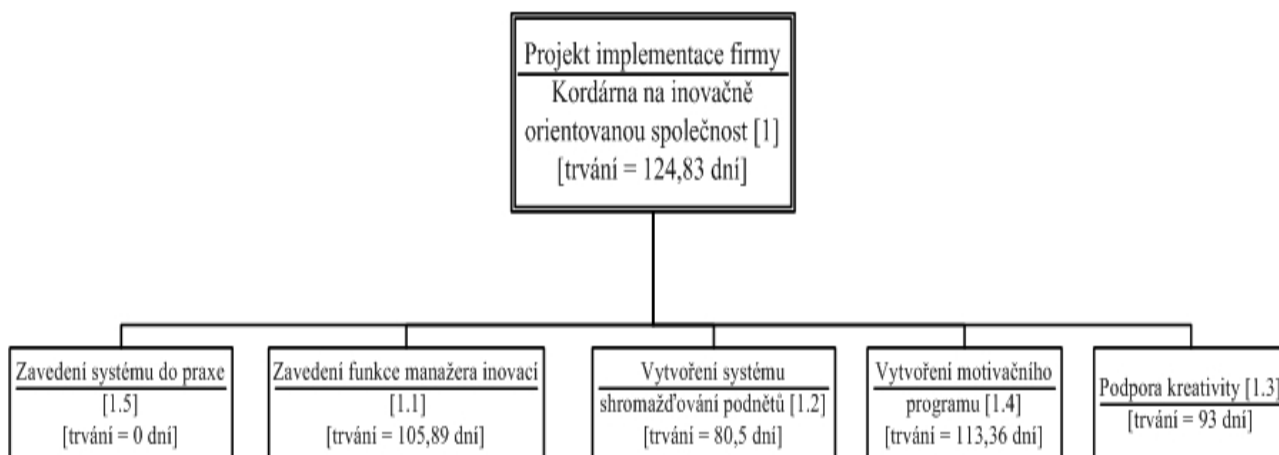 Projekt implementace firmy
Kordárna na inovačně
orientovanou společnost [1]
[trvání = 124,83 dní]
Zavedení systému do praxe
[1.5]
[trvání = 0 dní]
Zavedení funkce manažera inovací
[1.1]
[trvání = 105,89 dní]
Vytvoření systému
shromažďování podnětů [1.2]
[trvání = 80,5 dní]
Vytvoření motivačního
programu [1.4]
[trvání = 113,36 dní]
Podpora kreativity [1.3]
[trvání = 93 dní]